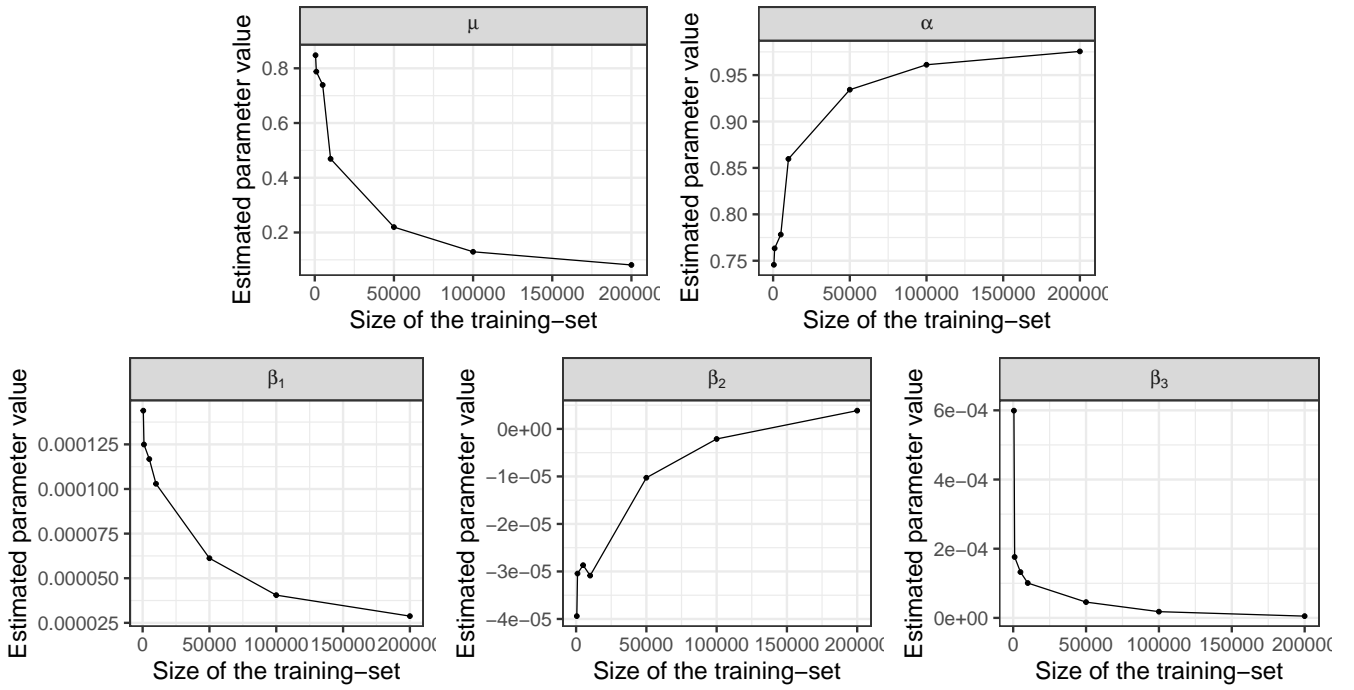 μ
α
Estimated parameter value
0.8
0.6
0.4
0.2
0 50000 100000 150000 200000
Size of the training−set
Estimated parameter value
0.95
0.90
0.85
0.80
0.75
0 50000 100000 150000 200000
Size of the training−set
β1
β2
β3
Estimated parameter value
0.000125
0.000100
0.000075
0.000050
0.000025
0 50000 100000 150000 200000
Size of the training−set
Estimated parameter value
0e+00
−1e−05
−2e−05
−3e−05
−4e−05
0 50000 100000 150000 200000
Size of the training−set
Estimated parameter value
6e−04
4e−04
2e−04
0e+00
0 50000 100000 150000 200000
Size of the training−set